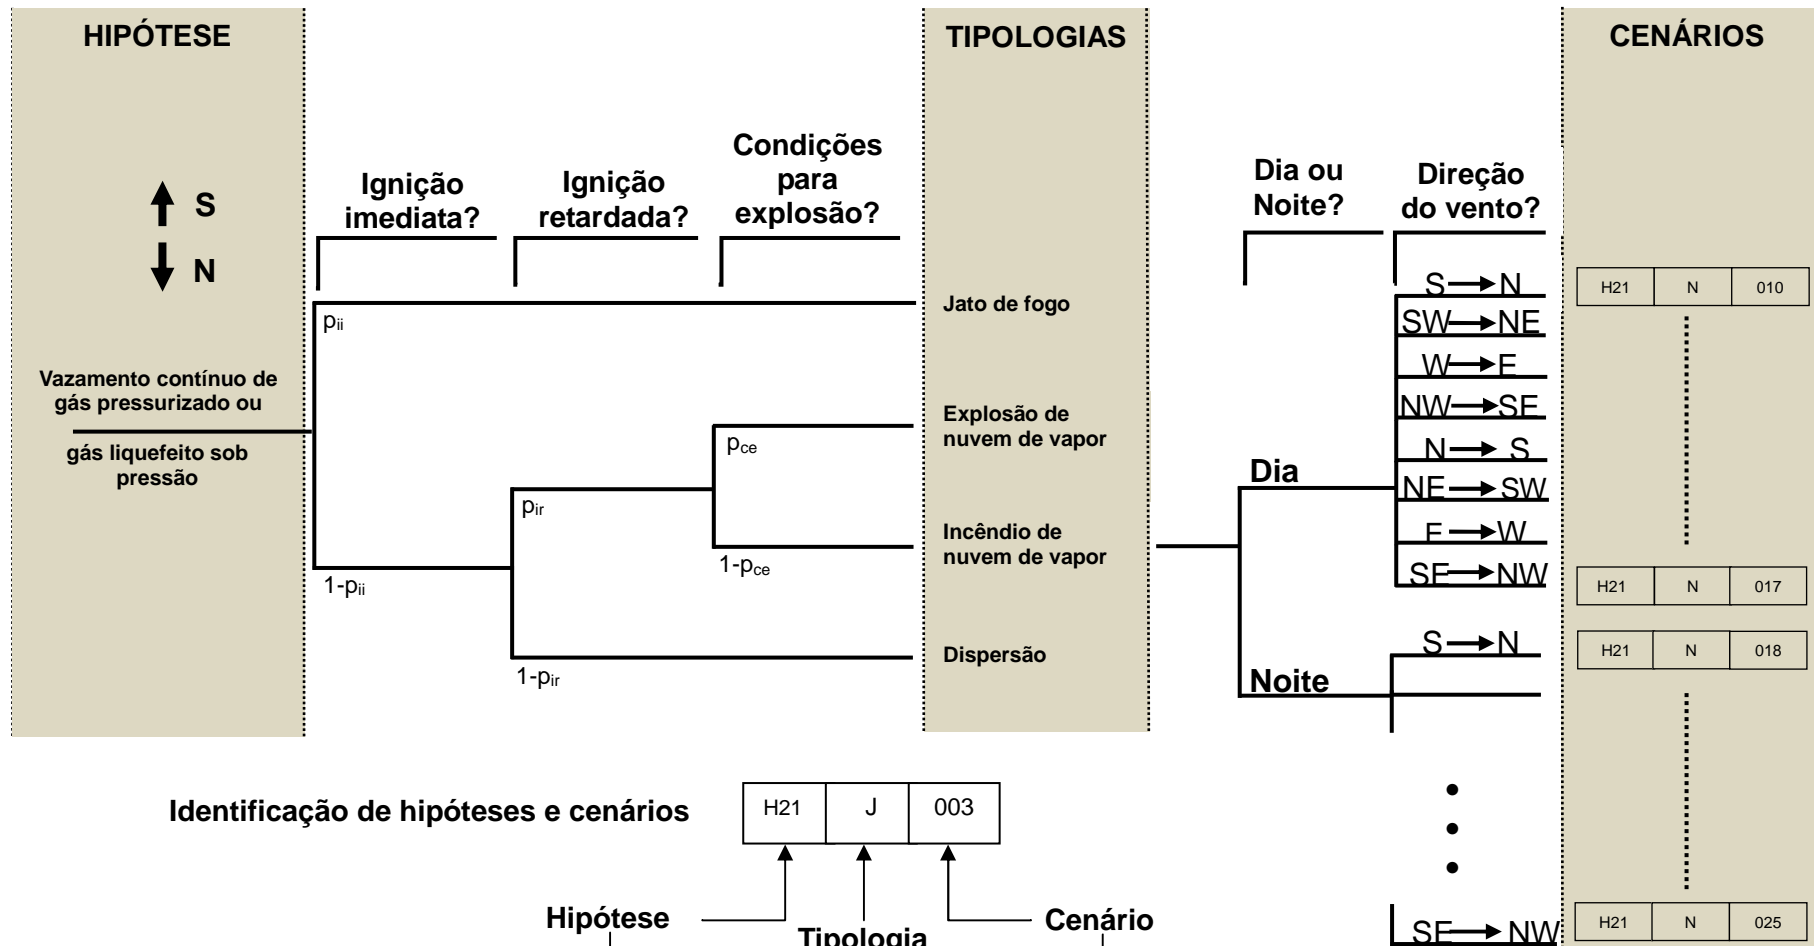 HIPÓTESE
TIPOLOGIAS
CENÁRIOS
S
N
Ignição
imediata?
Ignição
retardada?
Condições
para
explosão?
Dia ou
Noite?
Direção
do vento?
Vazamento contínuo de
gás pressurizado ou
gás liquefeito sob
pressão
pii
1-pii
pir
1-pir
pce
1-pce
Jato de fogo
Explosão de
nuvem de vapor
Incêndio de
nuvem de vapor
Dispersão
Dia
Noite
S→N
SW→NE
W→E
NW→SE
N→S
NE→SW
E→W
SE→NW
S→N
SE→NW
H21 N 010
H21 N 017
H21 N 018
H21 N 025
Identificação de hipóteses e cenários
H21 J 003
Hipótese
Tipologia
Cenário